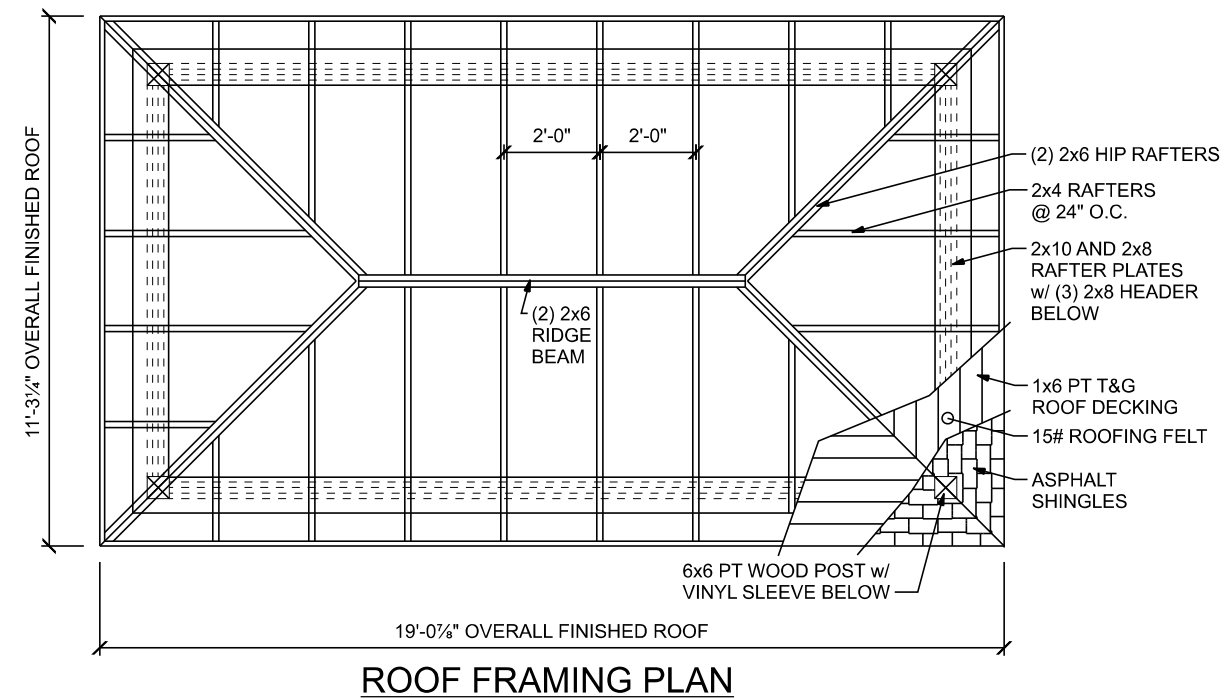 2'-0" 2'-0"
11'-3¼" OVERALL FINISHED ROOF
(2) 2x6 HIP RAFTERS
2x4 RAFTERS
@ 24" O.C.
2x10 AND 2x8
RAFTER PLATES
w/ (3) 2x8 HEADER
BELOW
(2) 2x6
RIDGE
BEAM
1x6 PT T&G
ROOF DECKING
15# ROOFING FELT
ASPHALT
SHINGLES
6x6 PT WOOD POST w/
VINYL SLEEVE BELOW
19'-0⅞" OVERALL FINISHED ROOF
ROOF FRAMING PLAN